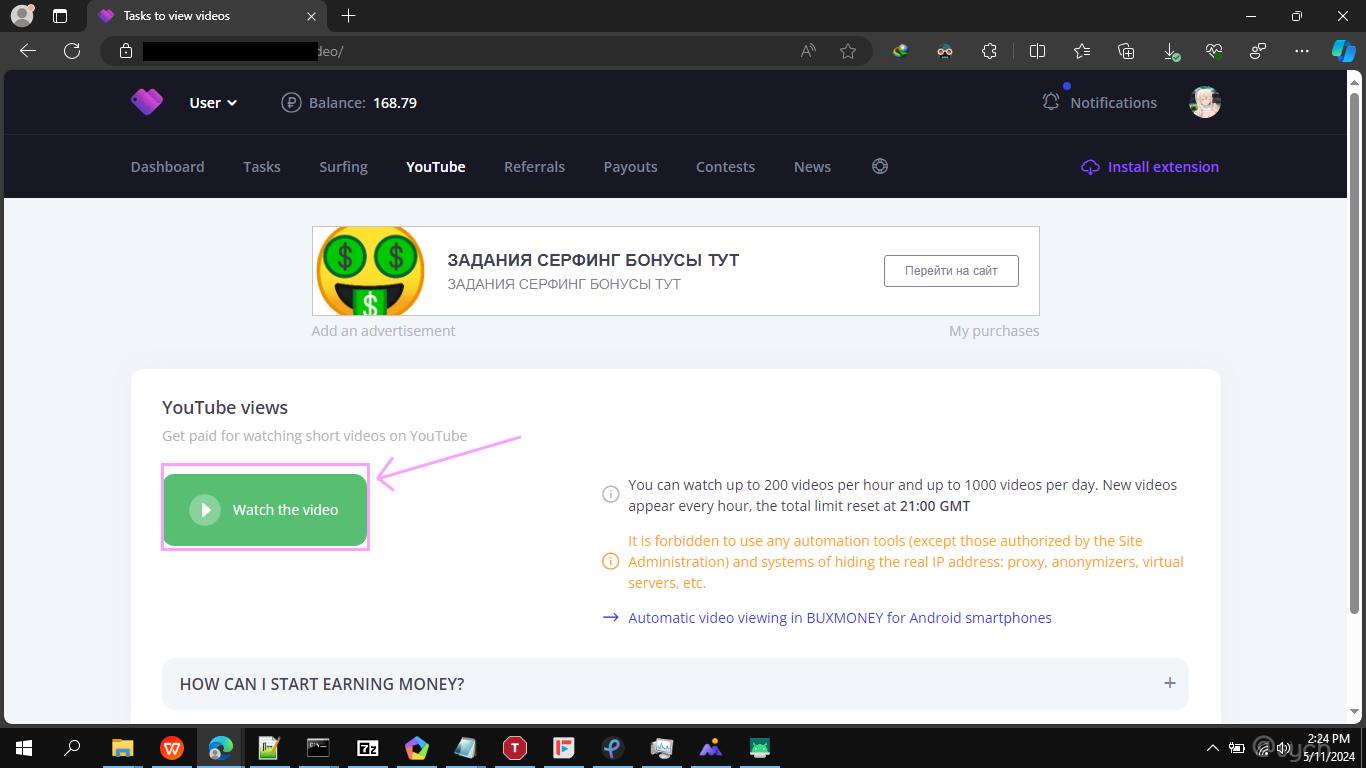 Tasks to view videos
deo/
User
Balance: 168.79
Notifications
Dashboard
Tasks
Surfing
YouTube
Referrals
Payouts
Contests
News
Install extension
ЗАДАНИЯ СЕРФИНГ БОНУСЫ ТУТ
ЗАДАНИЯ СЕРФИНГ БОНУСЫ ТУТ
Перейти на сайт
Add an advertisement
My purchases
YouTube views
Get paid for watching short videos on YouTube
Watch the video
You can watch up to 200 videos per hour and up to 1000 videos per day. New videos
appear every hour, the total limit reset at 21:00 GMT
It is forbidden to use any automation tools (except those authorized by the Site
Administration) and systems of hiding the real IP address: proxy, anonymizers, virtual
servers, etc.
Automatic video viewing in BUXMONEY for Android smartphones
HOW CAN I START EARNING MONEY?
7z
2:24 PM
5/11/2024